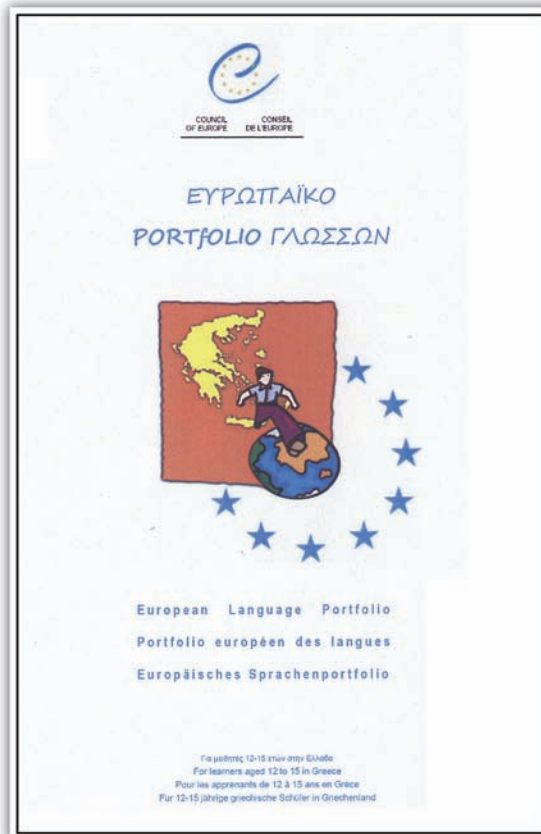 COUNCIL CONSEIL
OF EUROPE DE L'EUROPE
ΕΥΡΩΠΑΪΚΟ
PORTfOLIO ΓΛΩΣΣΩΝ
European Language Portfolio
Portfolio européen des langues
Europäisches Sprachenportfolio
Για μαθητές 12-15 ετών στην Ελλάδα
For learners aged 12 to 15 in Greece
Pour les apprenants de 12 à 15 ans en Grèce
Fur 12-15 jährige griechische Schüler in Griechenland